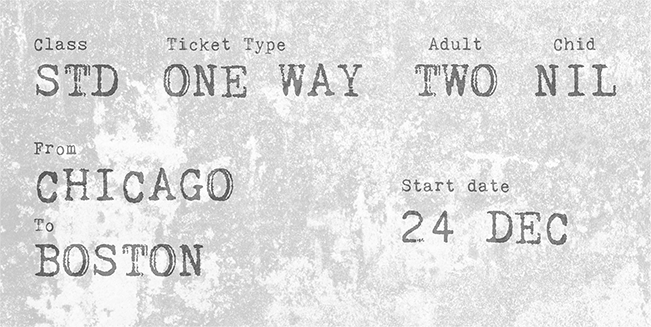 Class Ticket Type Adult Chid
STD ONE WAY TWO NIL
From
CHICAGO
Start date
To
24 DEC
BOSTON